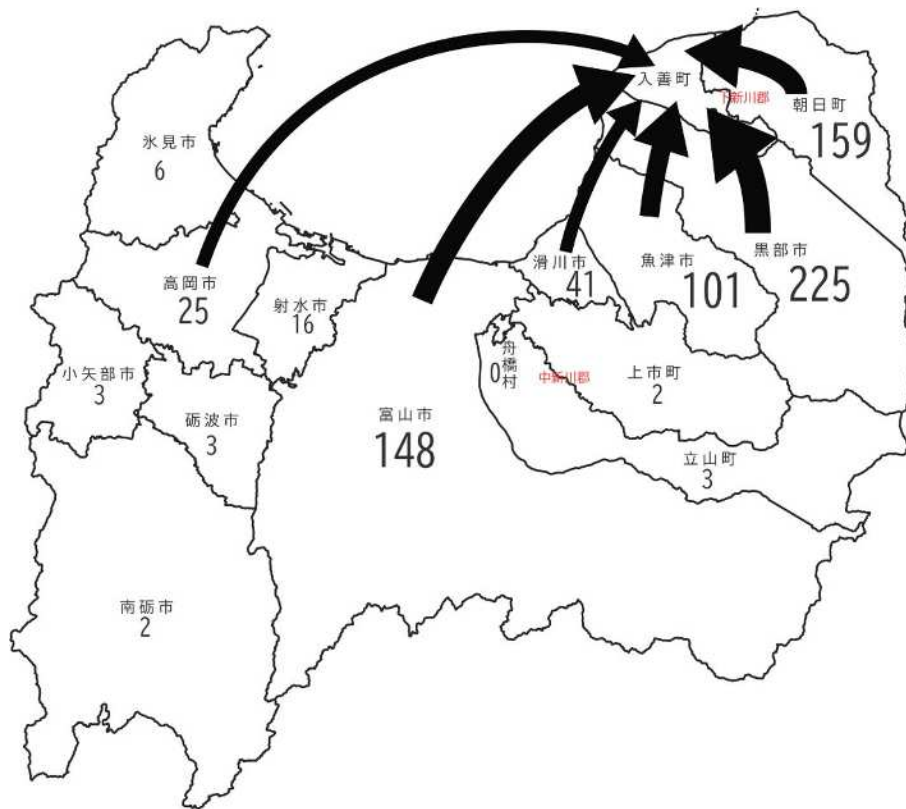 入善町
下新川郡
朝日町
159
氷見市
6
高岡市
25
射水市
16
滑川市
41
魚津市
101
黒部市
225
小矢部市
3
砺波市
3
舟橋村
0
中新川郡
上市町
2
富山市
148
立山町
3
南砺市
2